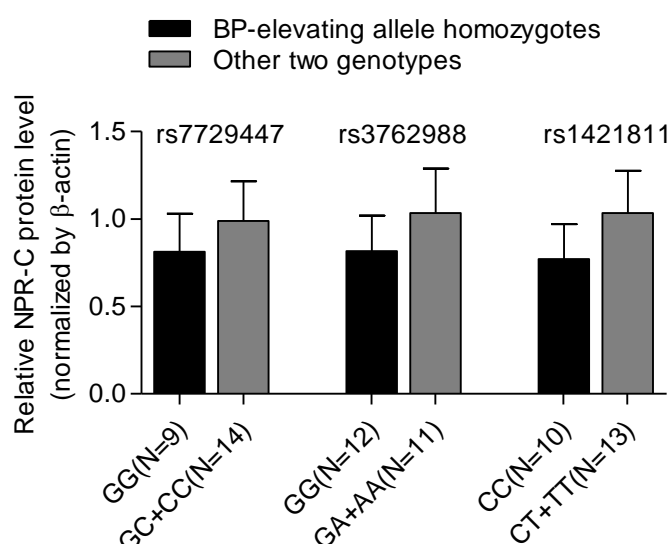 BP-elevating allele homozygotes
Other two genotypes
Relative NPR-C protein level
(normalized by β-actin)
1.5
1.0
0.5
0.0
rs7729447
rs3762988
rs1421811
GG(N=9)
GC+CC(N=14)
GG(N=12)
GA+AA(N=11)
CC(N=10)
CT+TT(N=13)